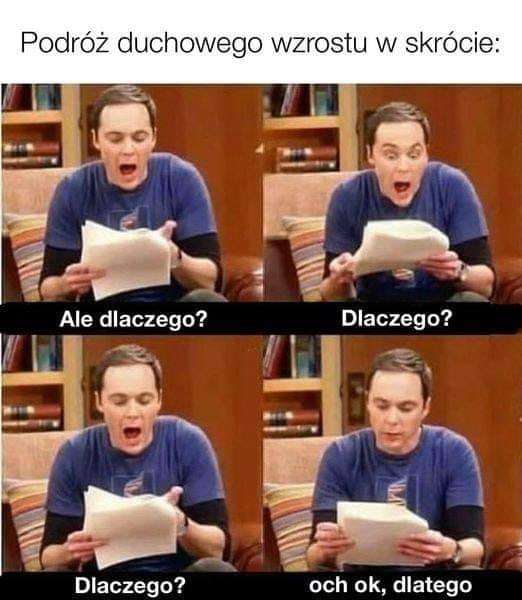 Podróż duchowego wzrostu w skrócie:
Ale dlaczego?
Dlaczego?
Dlaczego?
och ok, dlatego